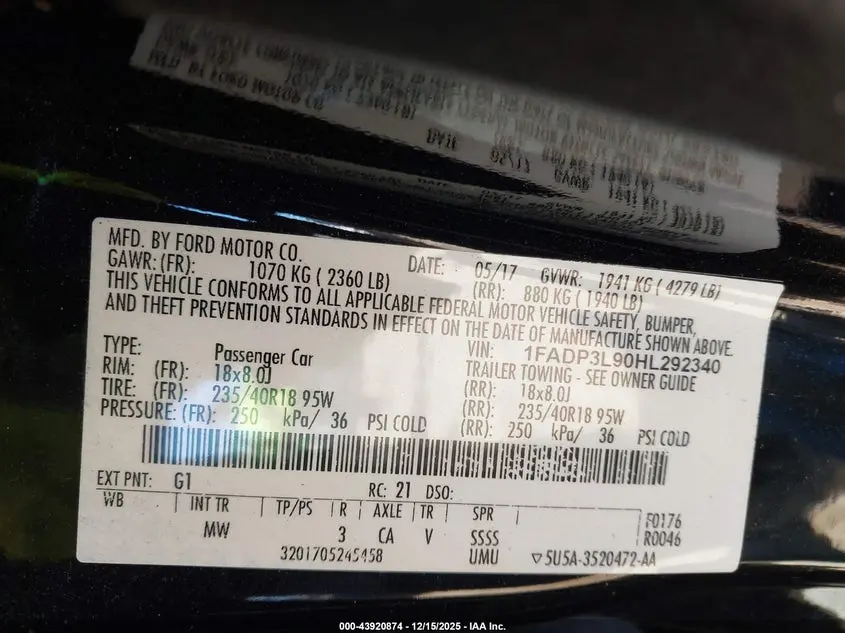 MFD. BY FORD MOTOR CO. DATE: 05/17 GVWR: 1941 KG ( 4279 LB)
GAWR: (FR): 1070 KG ( 2360 LB) (RR): 880 KG ( 1940 LB)
THIS VEHICLE CONFORMS TO ALL APPLICABLE FEDERAL MOTOR VEHICLE SAFETY, BUMPER,
AND THEFT PREVENTION STANDARDS IN EFFECT ON THE DATE OF MANUFACTURE SHOWN ABOVE.
VIN: 1FADP3L90HL292340
TYPE: Passenger Car TRAILER TOWING - SEE OWNER GUIDE
RIM: (FR): 18x8.0J (RR): 18x8.0J
TIRE: (FR): 235/40R18 95W (RR): 235/40R18 95W
PRESSURE: (FR): 250 kPa/ 36 PSI COLD (RR): 250 kPa/ 36 PSI COLD
EXT PNT: G1 RC: 21 DSO:
WB INT TR TP/PS R AXLE TR SPR F0176
MW 3 CA V SSSS R0046
3201705245458 UMU ▽5U5A-3520472-AA
000-43920874 - 12/15/2025 - IAA Inc.